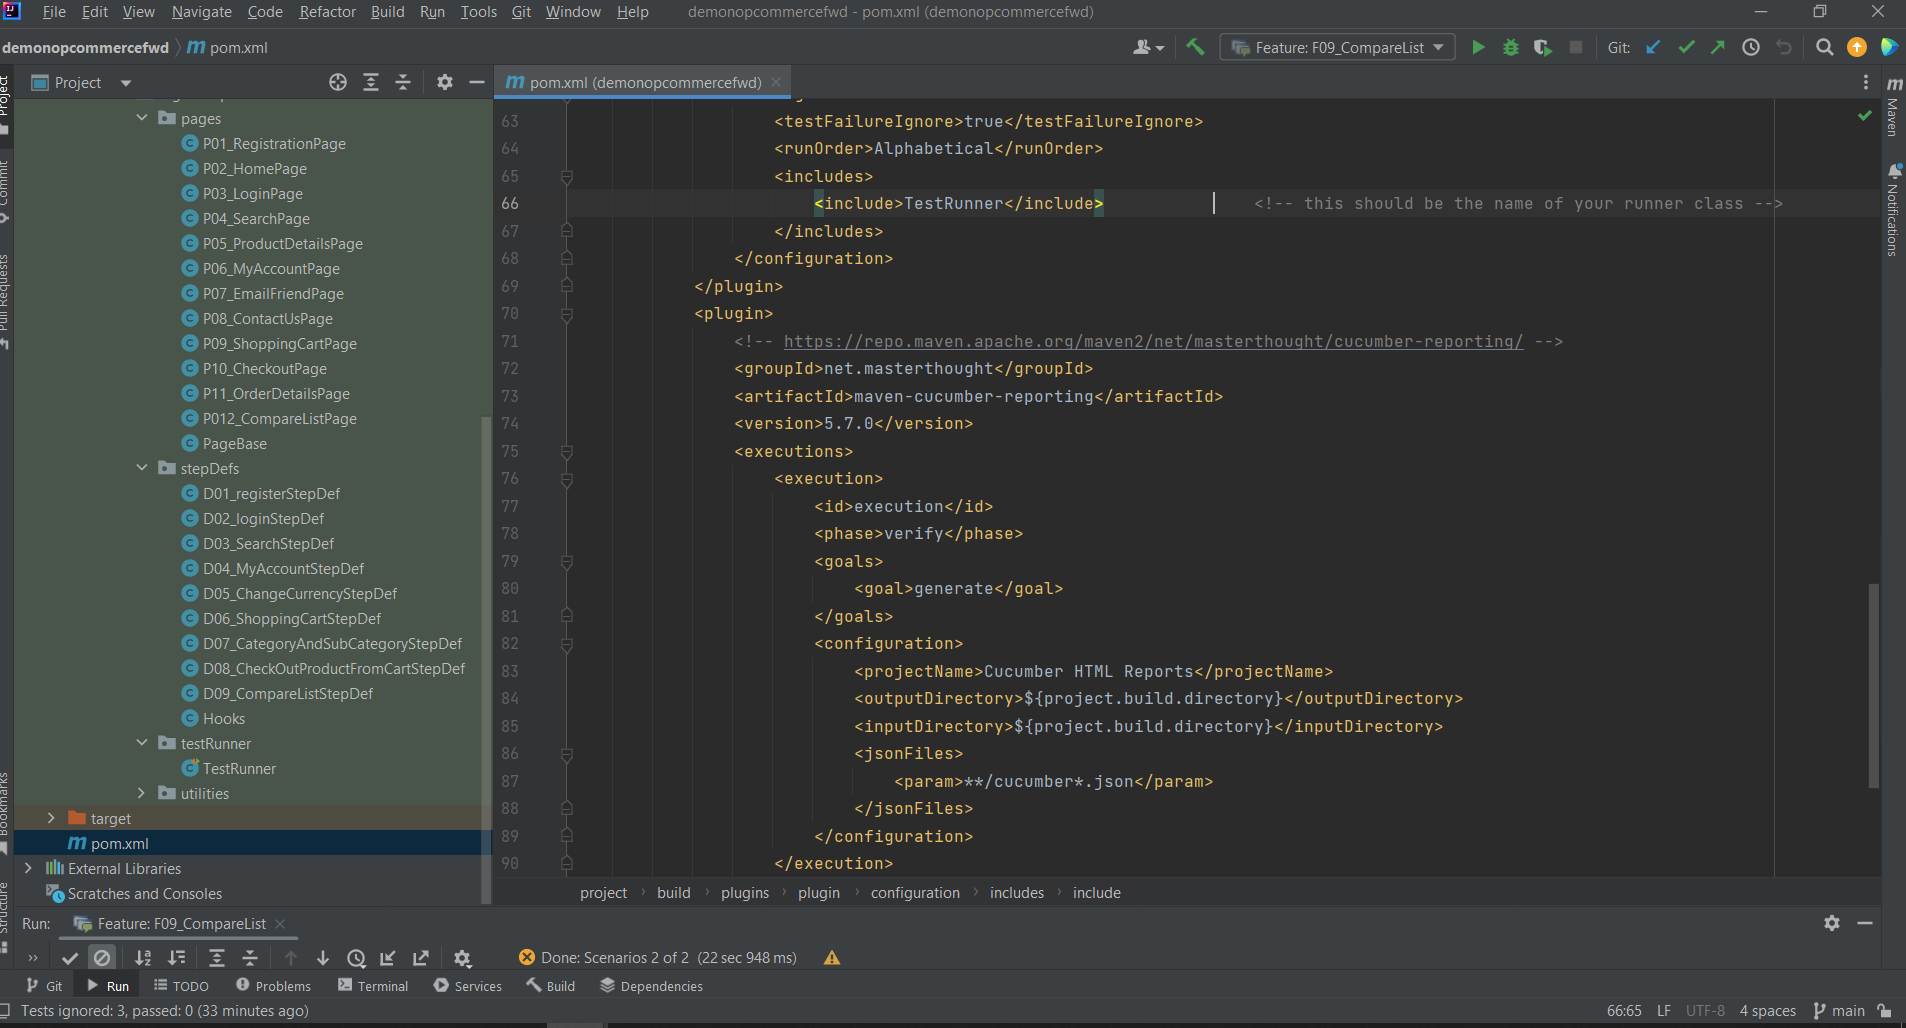 File Edit View Navigate Code Refactor Build Run Tools Git Window Help demonopcommercefwd - pom.xml (demonopcommercefwd)
demonopcommercefwd pom.xml Feature: F09_CompareList Git:
Project pom.xml (demonopcommercefwd)
Project
Commit
Pull Requests
Bookmarks
Structure
pages
P01_RegistrationPage
P02_HomePage
P03_LoginPage
P04_SearchPage
P05_ProductDetailsPage
P06_MyAccountPage
P07_EmailFriendPage
P08_ContactUsPage
P09_ShoppingCartPage
P10_CheckoutPage
P11_OrderDetailsPage
P012_CompareListPage
PageBase
stepDefs
D01_registerStepDef
D02_loginStepDef
D03_SearchStepDef
D04_MyAccountStepDef
D05_ChangeCurrencyStepDef
D06_ShoppingCartStepDef
D07_CategoryAndSubCategoryStepDef
D08_CheckOutProductFromCartStepDef
D09_CompareListStepDef
Hooks
testRunner
TestRunner
utilities
target
pom.xml
External Libraries
Scratches and Consoles
63 <testFailureIgnore>true</testFailureIgnore>
64 <runOrder>Alphabetical</runOrder>
65 <includes>
66 <include>TestRunner</include> <!-- this should be the name of your runner class -->
67 </includes>
68 </configuration>
69 </plugin>
70 <plugin>
71 <!-- https://repo.maven.apache.org/maven2/net/masterthought/cucumber-reporting/ -->
72 <groupId>net.masterthought</groupId>
73 <artifactId>maven-cucumber-reporting</artifactId>
74 <version>5.7.0</version>
75 <executions>
76 <execution>
77 <id>execution</id>
78 <phase>verify</phase>
79 <goals>
80 <goal>generate</goal>
81 </goals>
82 <configuration>
83 <projectName>Cucumber HTML Reports</projectName>
84 <outputDirectory>${project.build.directory}</outputDirectory>
85 <inputDirectory>${project.build.directory}</inputDirectory>
86 <jsonFiles>
87 <param>**/cucumber*.json</param>
88 </jsonFiles>
89 </configuration>
90 </execution>
project build plugins plugin configuration includes include
Maven
Notifications
Run: Feature: F09_CompareList
Done: Scenarios 2 of 2 (22 sec 948 ms)
Git Run TODO Problems Terminal Services Build Dependencies
Tests ignored: 3, passed: 0 (33 minutes ago) 66:65 LF UTF-8 4 spaces main